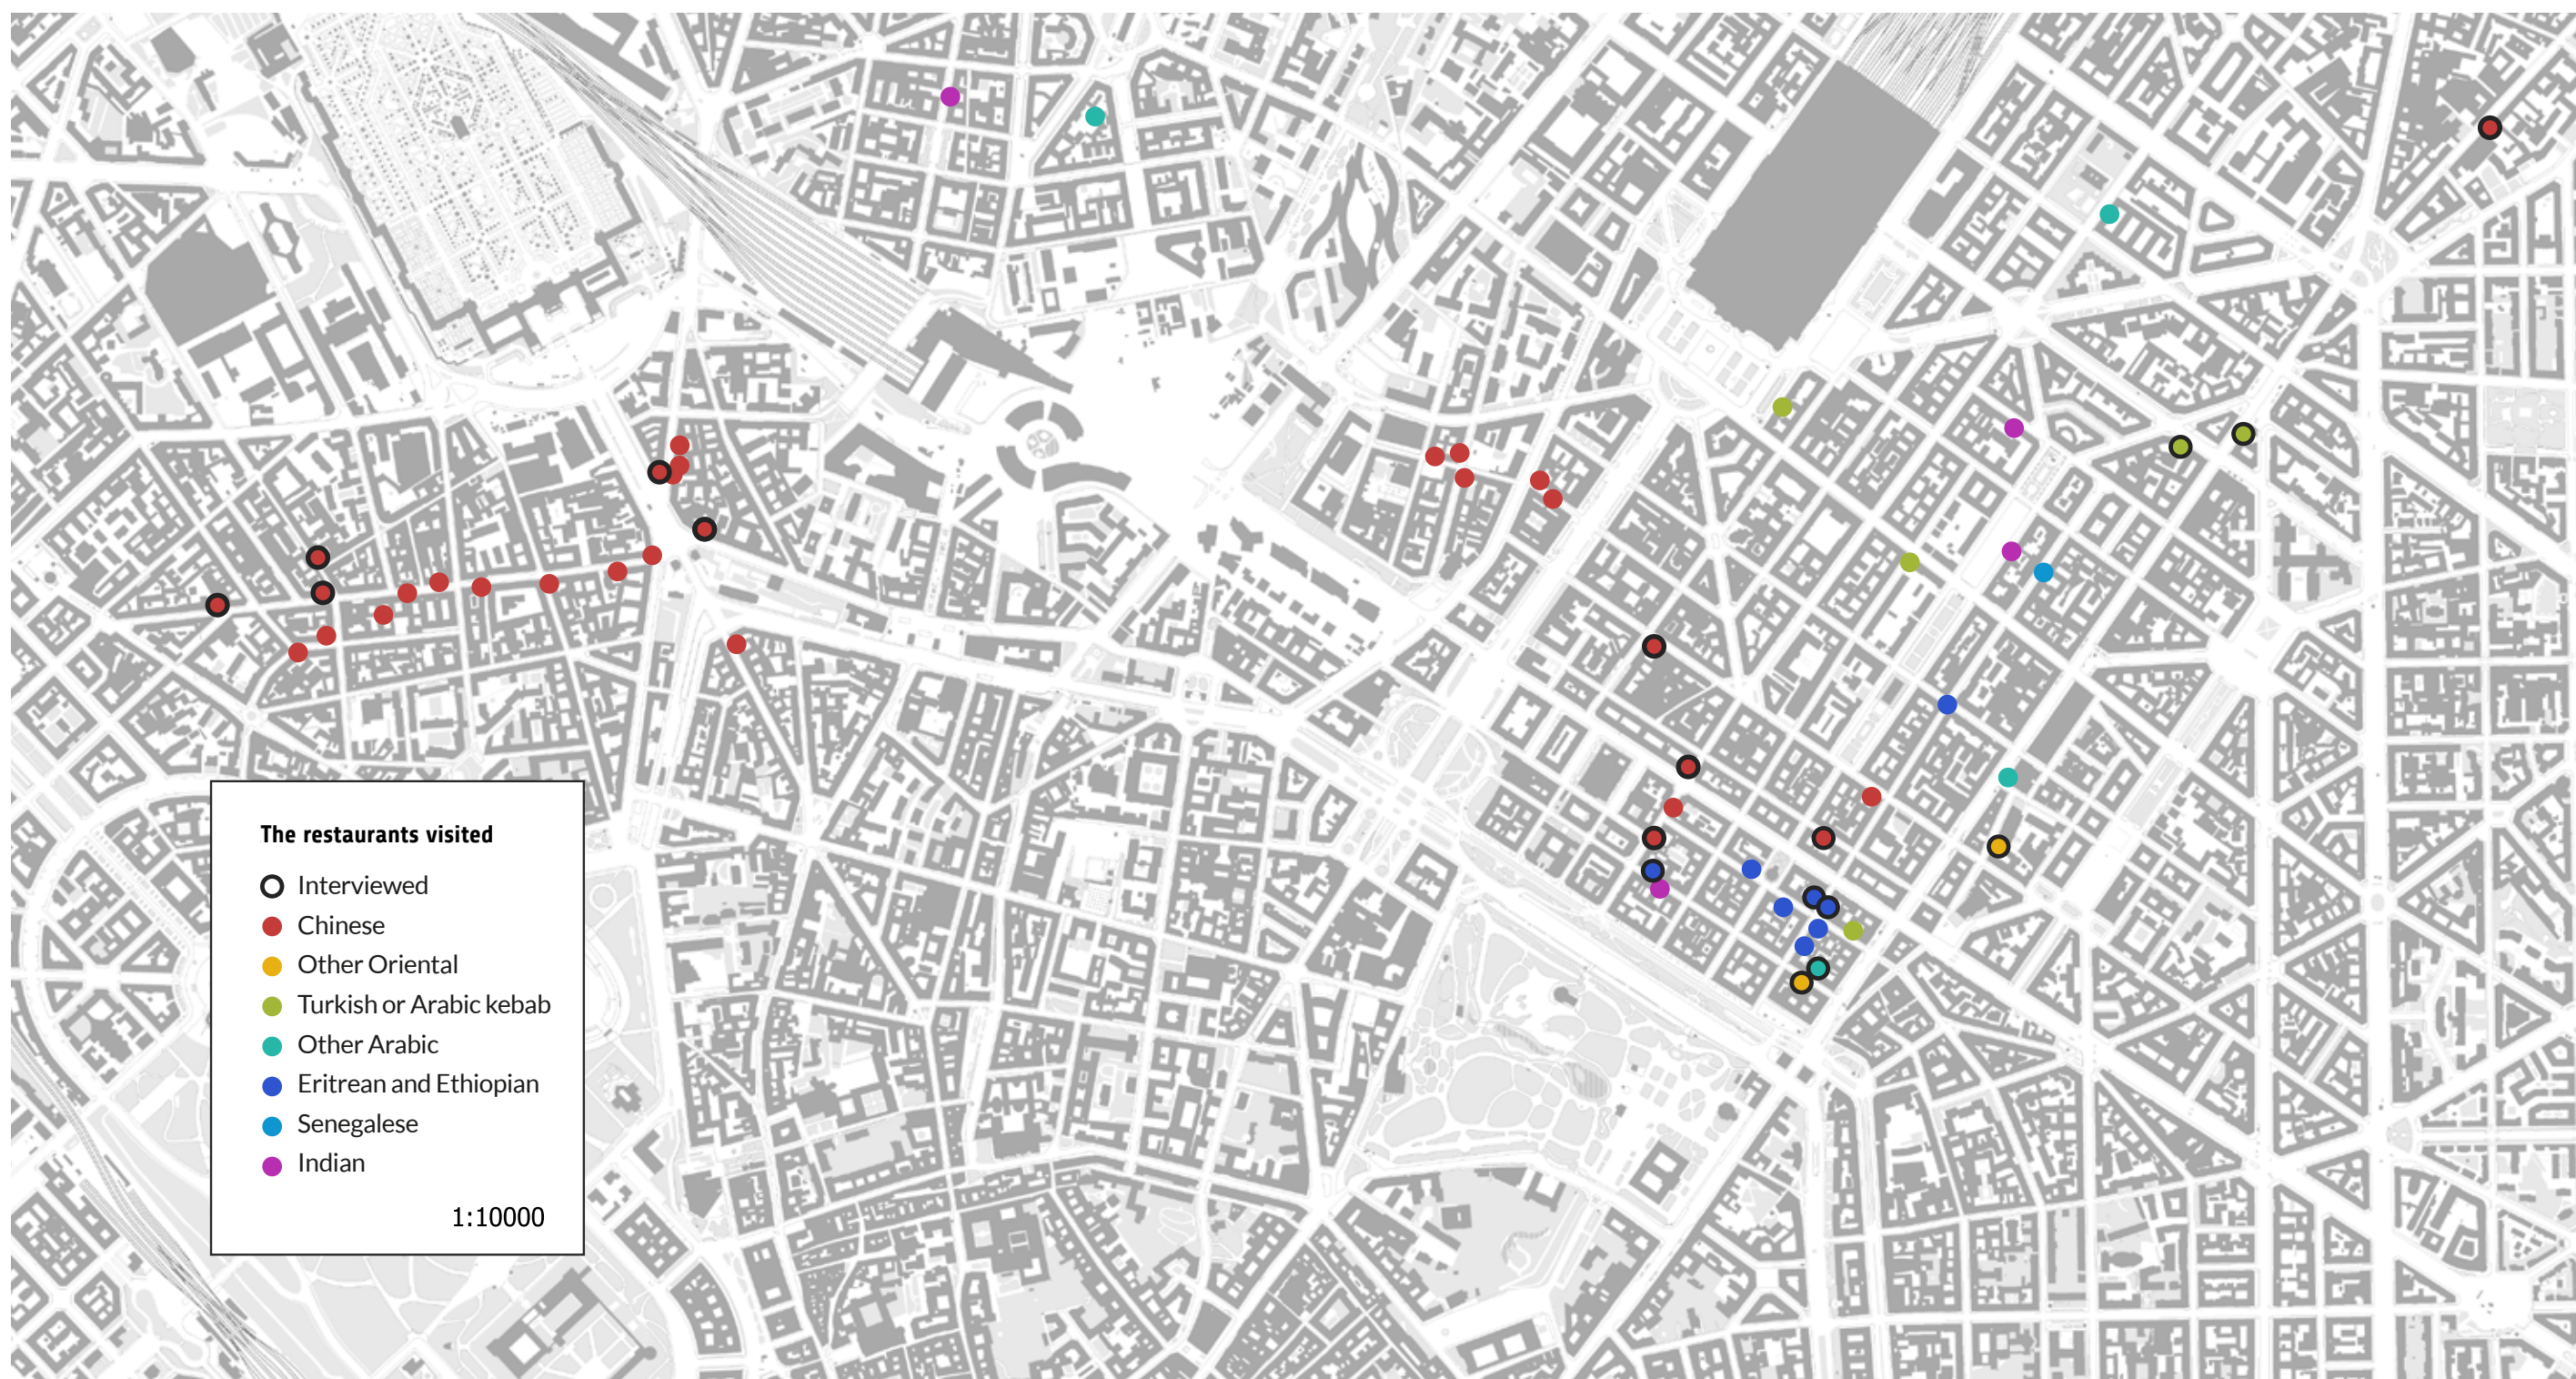 The restaurants visited
Interviewed
Chinese
Other Oriental
Turkish or Arabic kebab
Other Arabic
Eritrean and Ethiopian
Senegalese
Indian
1:10000